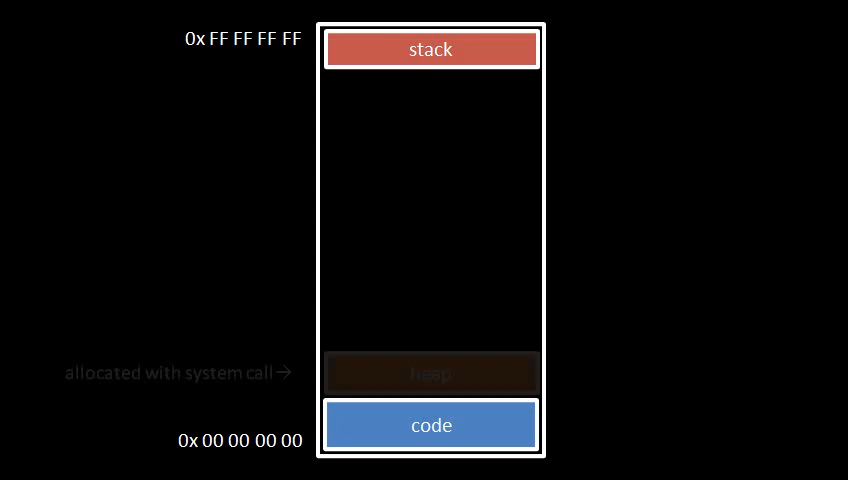 0x FF FF FF FF
stack
allocated with system call→
heap
code
0x 00 00 00 00